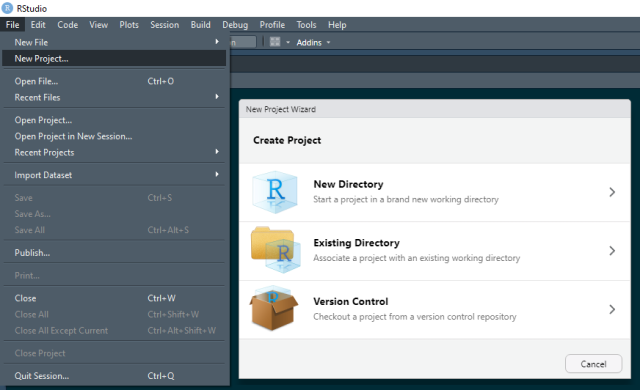 RStudio
File Edit Code View Plots Session Build Debug Profile Tools Help
New File
Addins
New Project...
Open File... Ctrl+O
Recent Files
Open Project...
Open Project in New Session...
Recent Projects
Import Dataset
Save Ctrl+S
Save As...
Save All Ctrl+Alt+S
Publish...
Print...
Close Ctrl+W
Close All Ctrl+Shift+W
Close All Except Current Ctrl+Alt+Shift+W
Close Project
Quit Session... Ctrl+Q
New Project Wizard
Create Project
New Directory
Start a project in a brand new working directory
Existing Directory
Associate a project with an existing working directory
Version Control
Checkout a project from a version control repository
Cancel